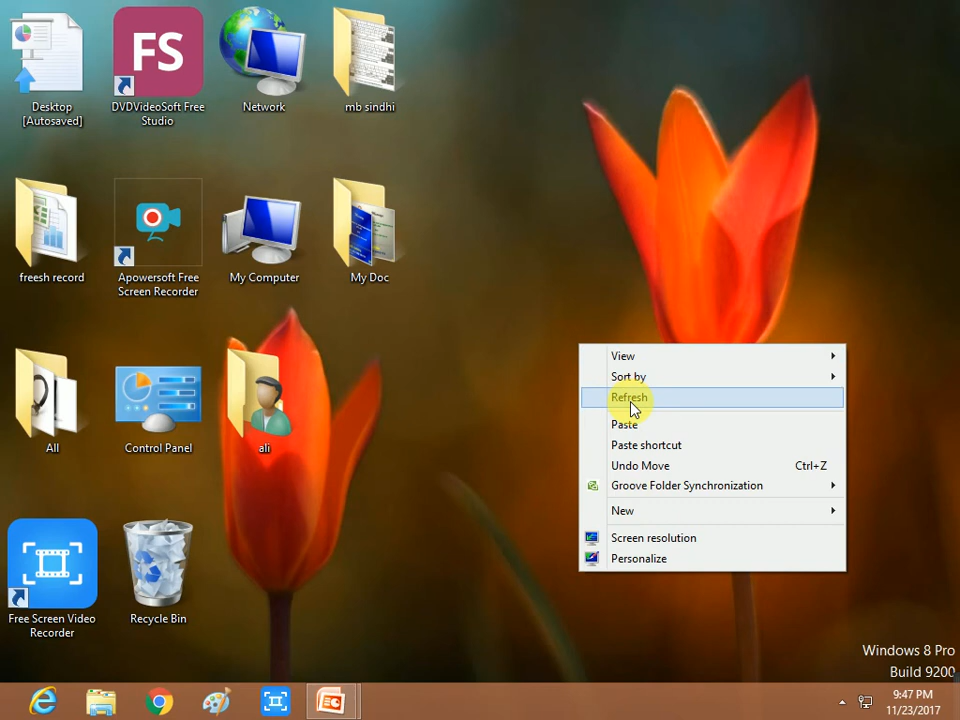 FS
Desktop
[Autosaved]
DVDVideoSoft Free
Studio
Network
mb sindhi
freesh record
Apowersoft Free
Screen Recorder
My Computer
My Doc
All
Control Panel
ali
Free Screen Video
Recorder
Recycle Bin
View
Sort by
Refresh
Paste
Paste shortcut
Undo Move Ctrl+Z
Groove Folder Synchronization
New
Screen resolution
Personalize
Windows 8 Pro
Build 9200
9:47 PM
11/23/2017